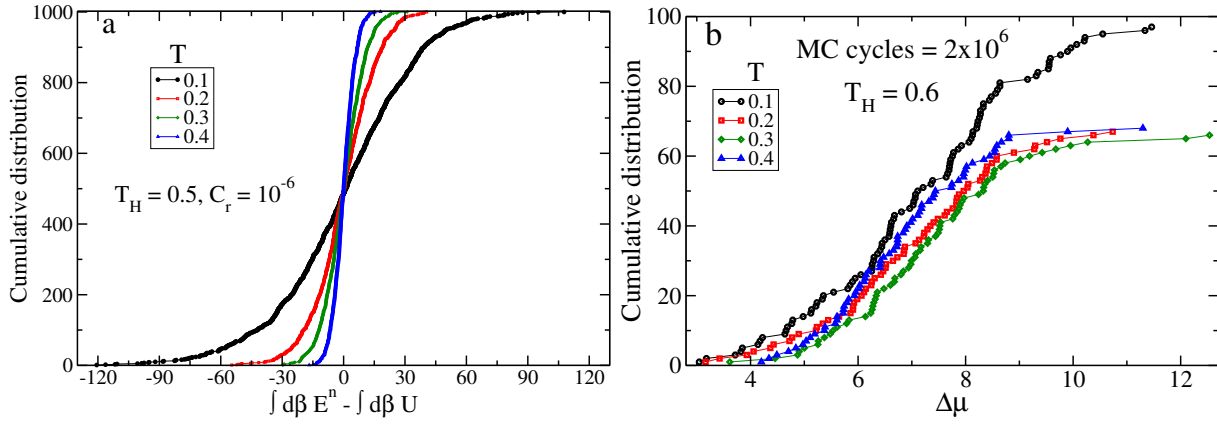 a
Cumulative distribution
1000
800
600
400
200
0
T
0.1
0.2
0.3
0.4
T_H = 0.5, C_r = 10^-6
-120 -90 -60 -30 0 30 60 90 120
∫ dβ E^n - ∫ dβ U
b
Cumulative distribution
100
80
60
40
20
0
MC cycles = 2x10^6
T_H = 0.6
T
0.1
0.2
0.3
0.4
4 6 8 10 12
Δμ